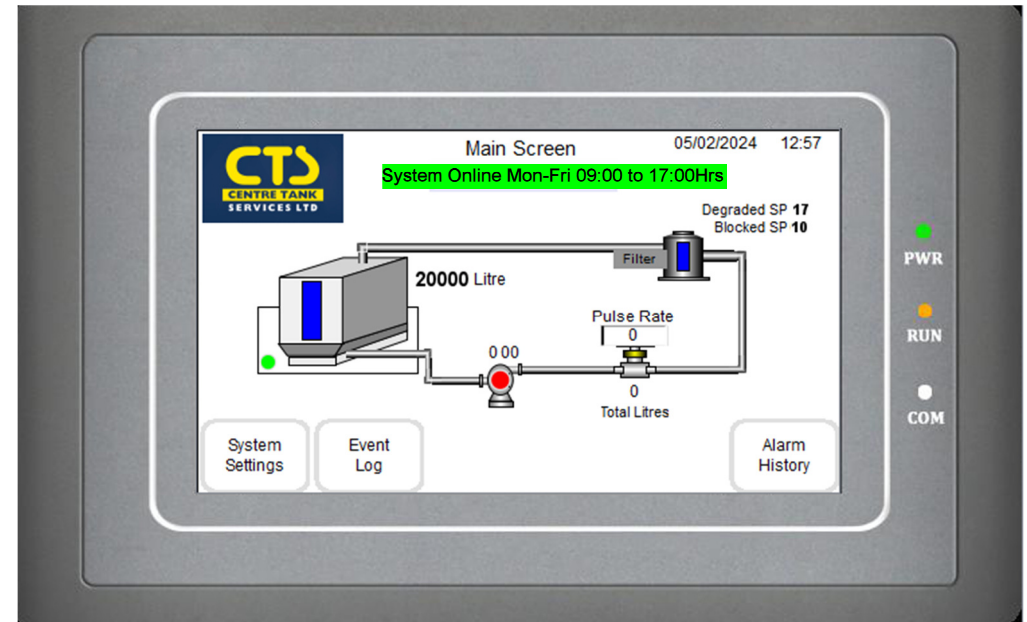 CTS
CENTRE TANK
SERVICES LTD
Main Screen
05/02/2024 12:57
System Online Mon-Fri 09:00 to 17:00Hrs
Degraded SP 17
Blocked SP 10
Filter
20000 Litre
Pulse Rate
0
0 00
0
Total Litres
System
Settings
Event
Log
Alarm
History
PWR
RUN
COM